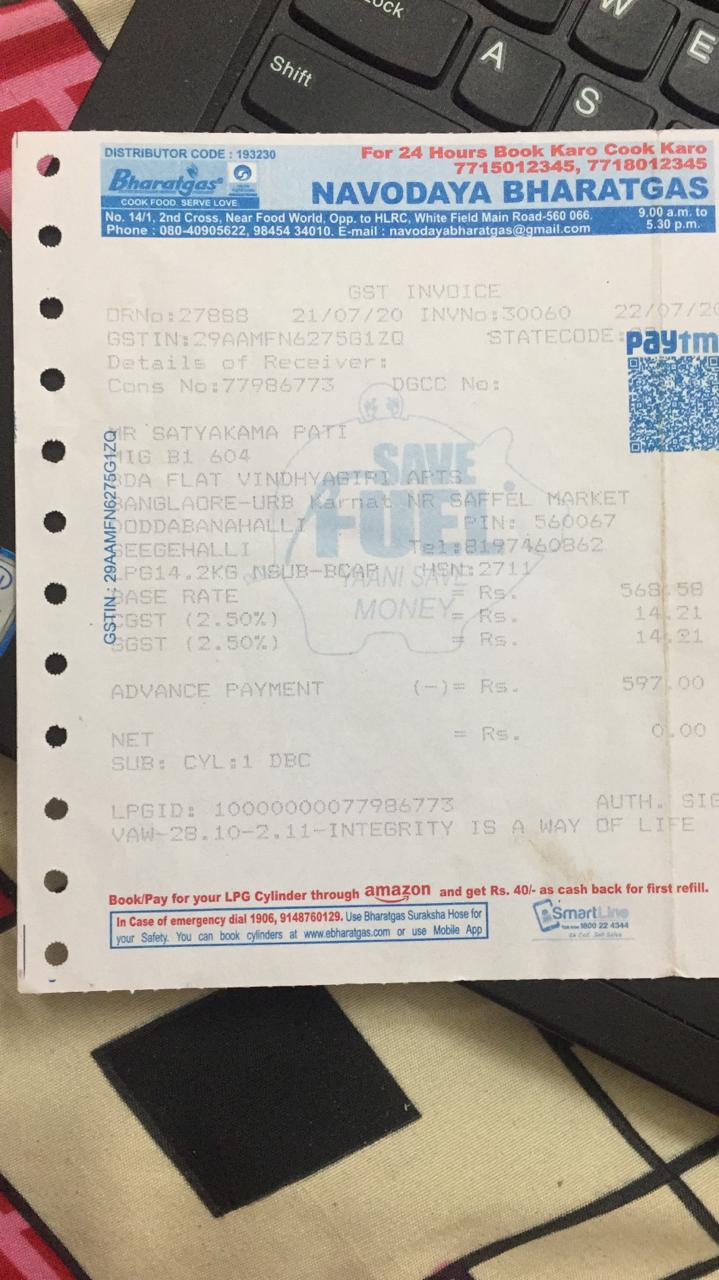 Lock
W
E
A
S
Shift
DISTRIBUTOR CODE : 193230
For 24 Hours Book Karo Cook Karo
7715012345, 7718012345
Bharatgas
COOK FOOD. SERVE LOVE
NAVODAYA BHARATGAS
No. 14/1, 2nd Cross, Near Food World, Opp. to HLRC, White Field Main Road-560 066.
Phone : 080-40905622, 98454 34010. E-mail : navodayabharatgas@gmail.com
9.00 a.m. to
5.30 p.m.
GST INVOICE
ORNo:27888 21/07/20 INVNo:30060 22/07/20
GSTIN:29AAMFN6275G1ZQ STATECODE:
paytm
Details of Receiver:
Cons No:77986773 DGCC No:
MR SATYAKAMA PATI
MIG B1 604
BDA FLAT VINDHYAGIRI APTS
BANGLAORE-URB Karnat NR SAFFEL MARKET
DODDABANAHALLI PIN: 560067
SEEGEHALLI Tel:8197460862
LPG14.2KG NSUB-BCAP HSN:2711
BASE RATE = Rs. 568.58
CGST (2.50%) = Rs. 14.21
SGST (2.50%) = Rs. 14.21
ADVANCE PAYMENT (-)= Rs. 597.00
NET = Rs. 0.00
SUB: CYL:1 DBC
LPGID: 10000000077986773 AUTH. SIG
VAW-28.10-2.11-INTEGRITY IS A WAY OF LIFE
SAVE
FUEL
YAANI SAVE
MONEY
GSTIN.: 29AAMFN6275G1ZQ
Book/Pay for your LPG Cylinder through amazon and get Rs. 40/- as cash back for first refill.
In Case of emergency dial 1906, 9148760129. Use Bharatgas Suraksha Hose for
your Safety. You can book cylinders at www.ebharatgas.com or use Mobile App
SmartLine
1800 22 4344